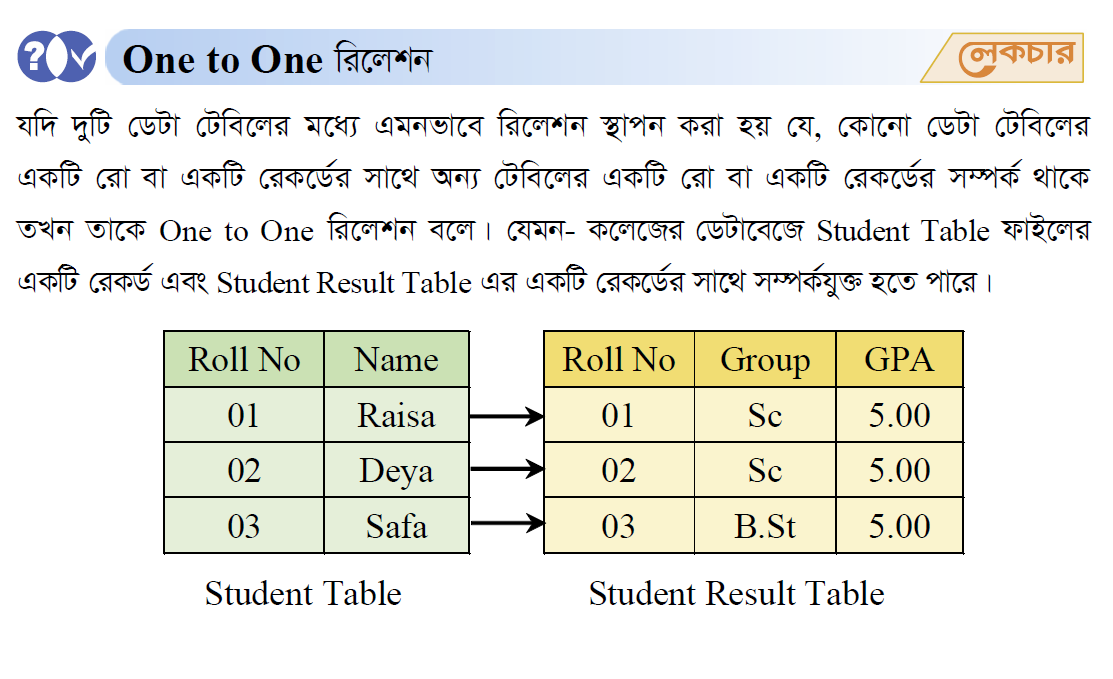 One to One রিলেশন
লেকচার
যদি দুটি ডেটা টেবিলের মধ্যে এমনভাবে রিলেশন স্থাপন করা হয় যে, কোনো ডেটা টেবিলের
একটি রো বা একটি রেকর্ডের সাথে অন্য টেবিলের একটি রো বা একটি রেকর্ডের সম্পর্ক থাকে
তখন তাকে One to One রিলেশন বলে। যেমন- কলেজের ডেটাবেজে Student Table ফাইলের
একটি রেকর্ড এবং Student Result Table এর একটি রেকর্ডের সাথে সম্পর্কযুক্ত হতে পারে।
Roll No Name Roll No Group GPA
01 Raisa 01 Sc 5.00
02 Deya 02 Sc 5.00
03 Safa 03 B.St 5.00
Student Table Student Result Table